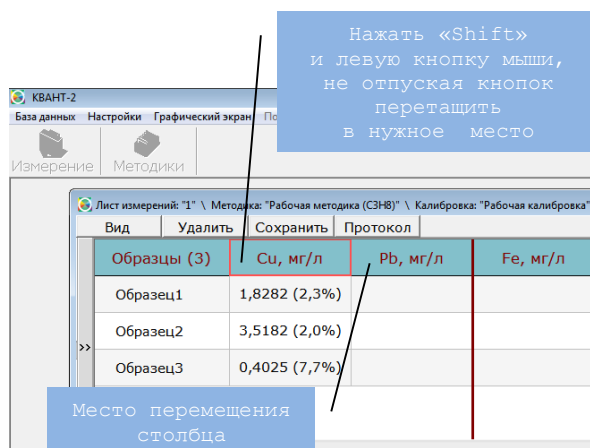 Нажать «Shift»
и левую кнопку мыши,
не отпуская кнопок
перетащить
в нужное место
КВАНТ-2
База данных Настройки Графический экран По
Измерение Методики
Лист измерений: "1" \ Методика: "Рабочая методика (C3H8)" \ Калибровка: "Рабочая калибровка"
Вид Удалить Сохранить Протокол
Образцы (3) Cu, мг/л Pb, мг/л Fe, мг/л
Образец1 1,8282 (2,3%)
Образец2 3,5182 (2,0%)
>>
Образец3 0,4025 (7,7%)
Место перемещения
столбца